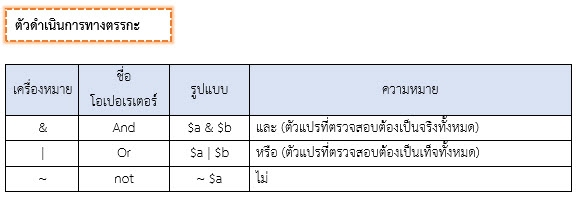 ตัวดำเนินการทางตรรกะ
เครื่องหมาย ชื่อ โอเปอเรเตอร์ รูปแบบ ความหมาย
& And $a & $b และ (ตัวแปรที่ตรวจสอบต้องเป็นจริงทั้งหมด)
| Or $a | $b หรือ (ตัวแปรที่ตรวจสอบต้องเป็นเท็จทั้งหมด)
~ not ~ $a ไม่